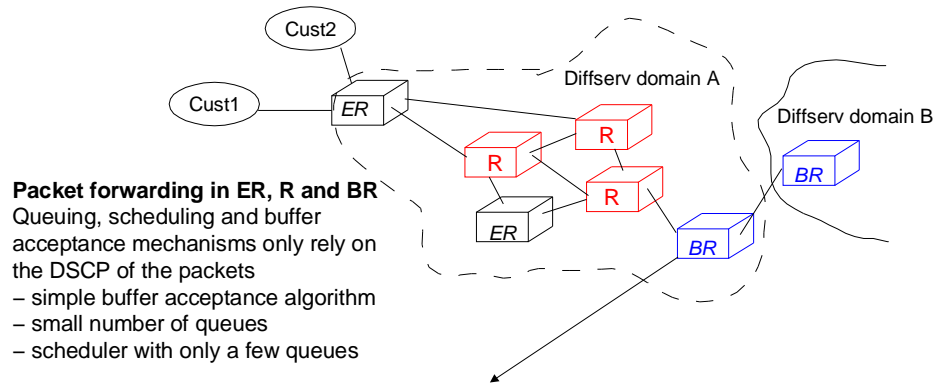 Cust2
Diffserv domain A
Cust1
ER
Diffserv domain B
R
R
BR
Packet forwarding in ER, R and BR
R
Queuing, scheduling and buffer
acceptance mechanisms only rely on
ER
BR
the DSCP of the packets
– simple buffer acceptance algorithm
– small number of queues
– scheduler with only a few queues